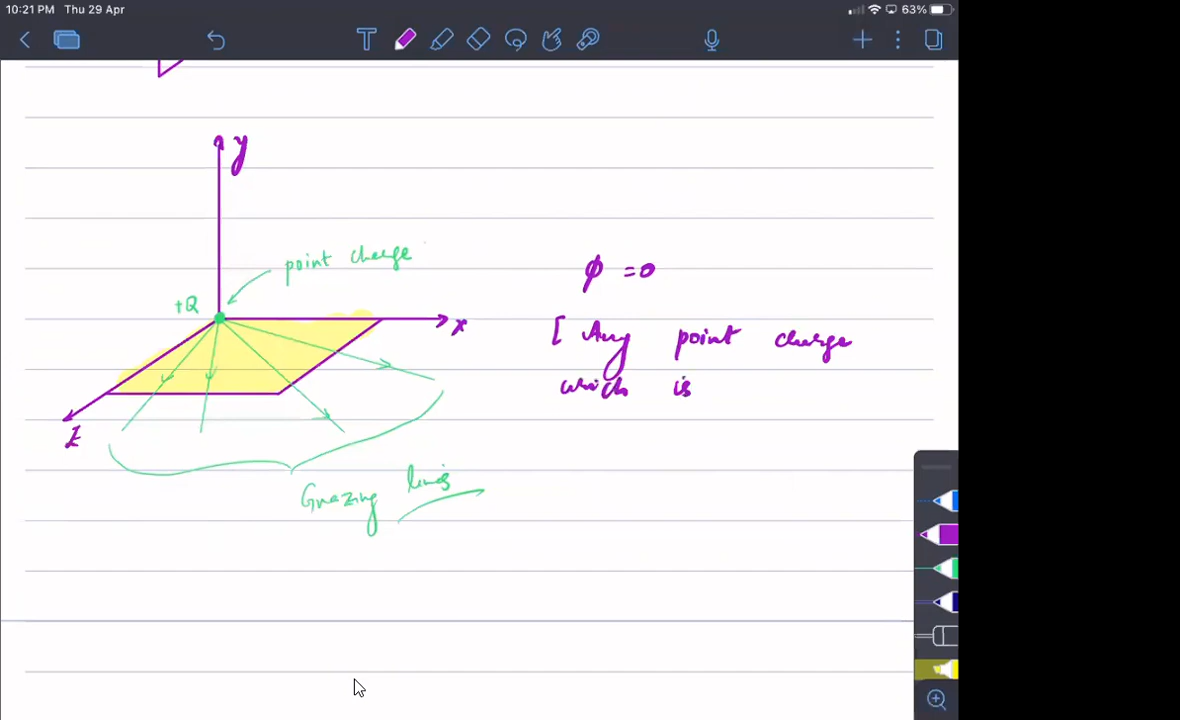 10:21 PM Thu 29 Apr
63%
T
y
point charge
+Q
x
z
Grazing lines
ϕ = 0
[ Any point charge
which is